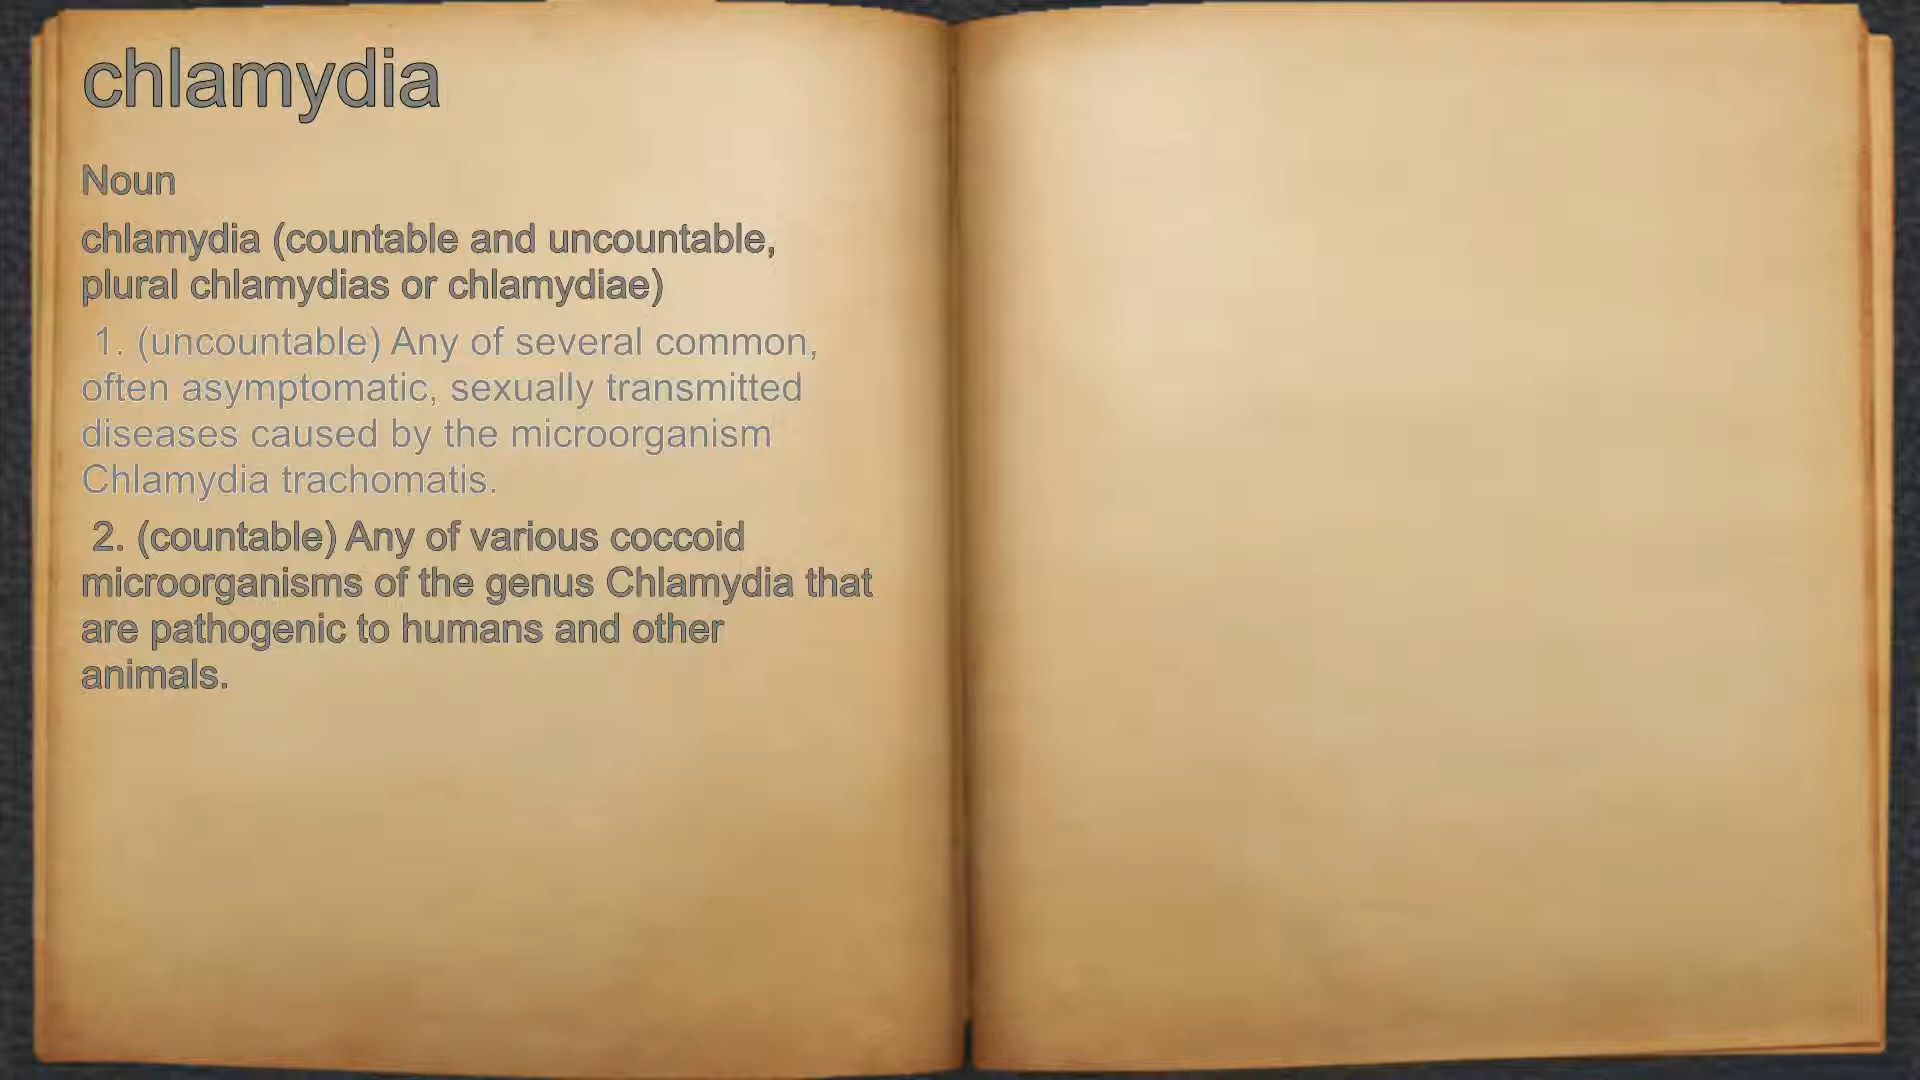 chlamydia
Noun
chlamydia (countable and uncountable,
plural chlamydias or chlamydiae)
1. (uncountable) Any of several common,
often asymptomatic, sexually transmitted
diseases caused by the microorganism
Chlamydia trachomatis.
2. (countable) Any of various coccoid
microorganisms of the genus Chlamydia that
are pathogenic to humans and other
animals.